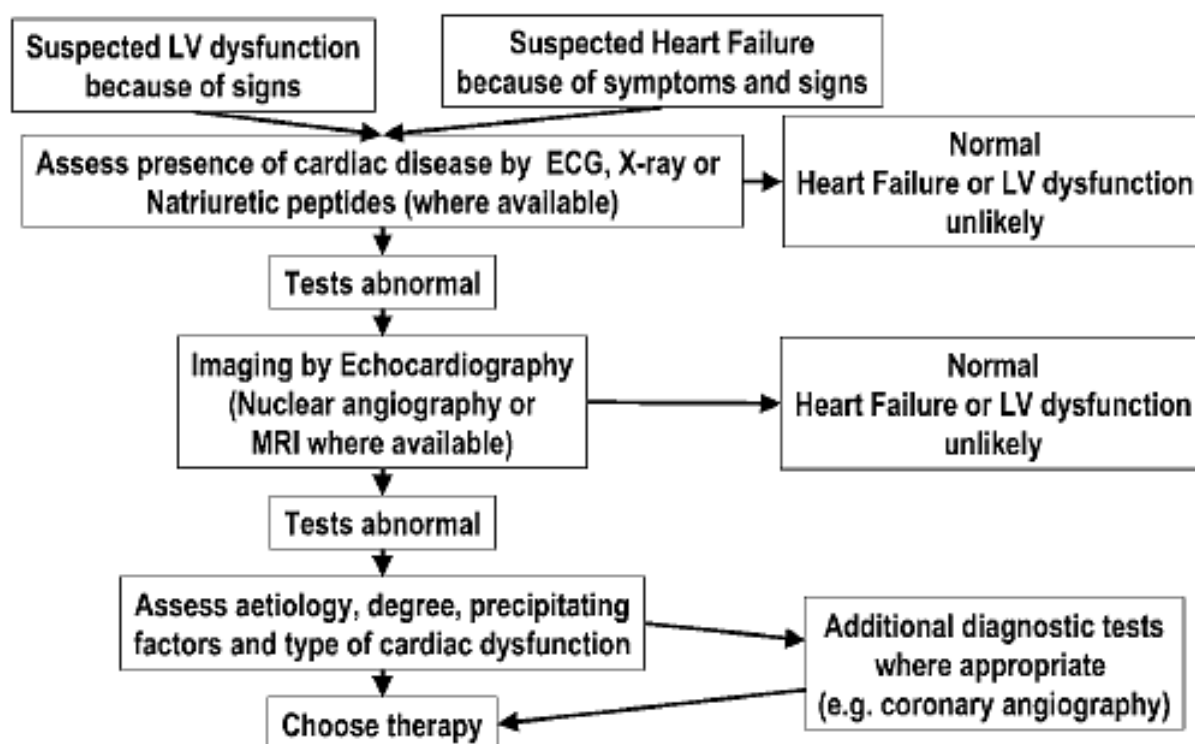 Suspected LV dysfunction
because of signs
Suspected Heart Failure
because of symptoms and signs
Assess presence of cardiac disease by ECG, X-ray or
Natriuretic peptides (where available)
Normal
Heart Failure or LV dysfunction
unlikely
Tests abnormal
Imaging by Echocardiography
(Nuclear angiography or
MRI where available)
Normal
Heart Failure or LV dysfunction
unlikely
Tests abnormal
Assess aetiology, degree, precipitating
factors and type of cardiac dysfunction
Additional diagnostic tests
where appropriate
(e.g. coronary angiography)
Choose therapy